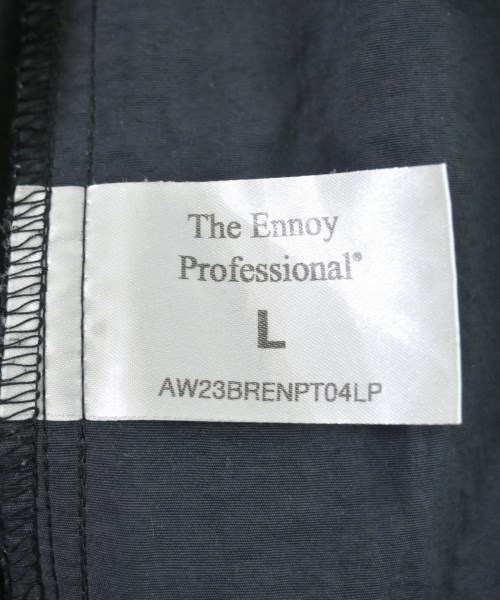 The Ennoy
Professional®
L
AW23BRENPT04LP